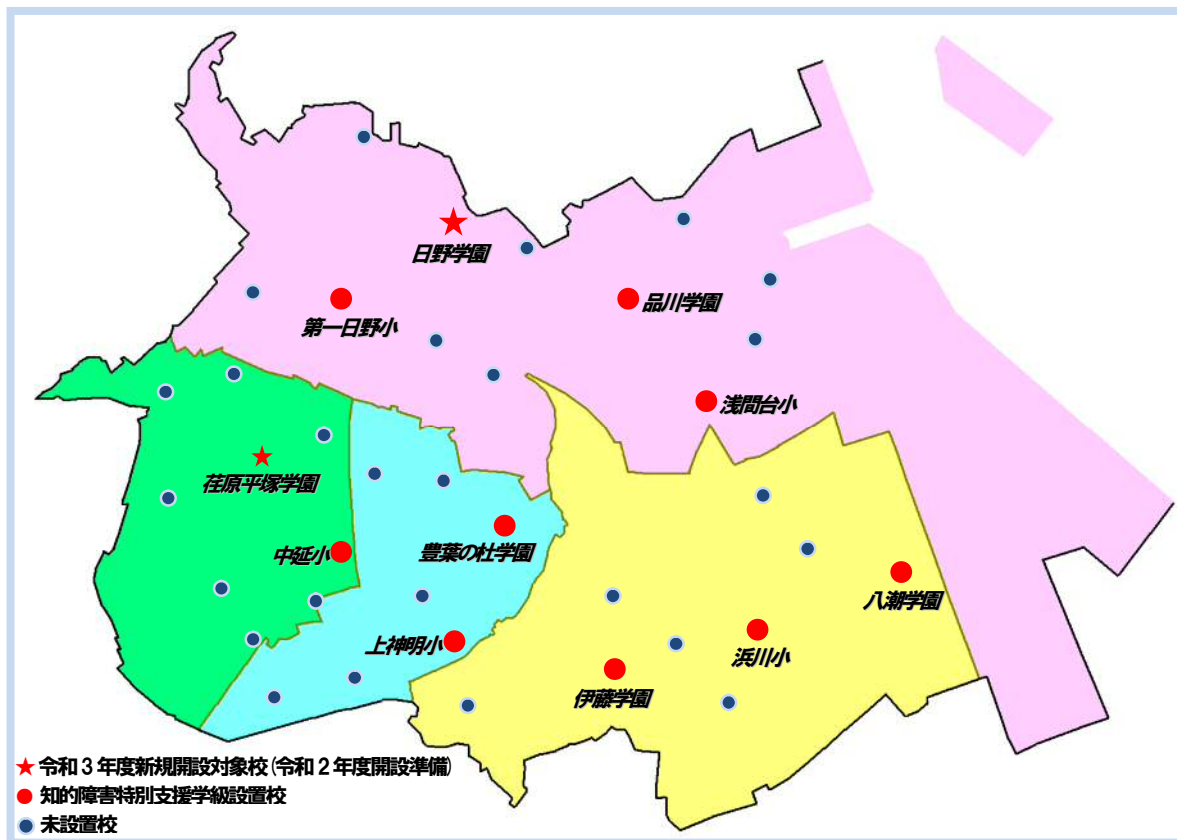 日野学園
第一日野小
品川学園
浅間台小
荏原平塚学園
中延小
豊葉の杜学園
八潮学園
上神明小
浜川小
伊藤学園
令和3年度新規開設対象校(令和2年度開設準備)
知的障害特別支援学級設置校
未設置校